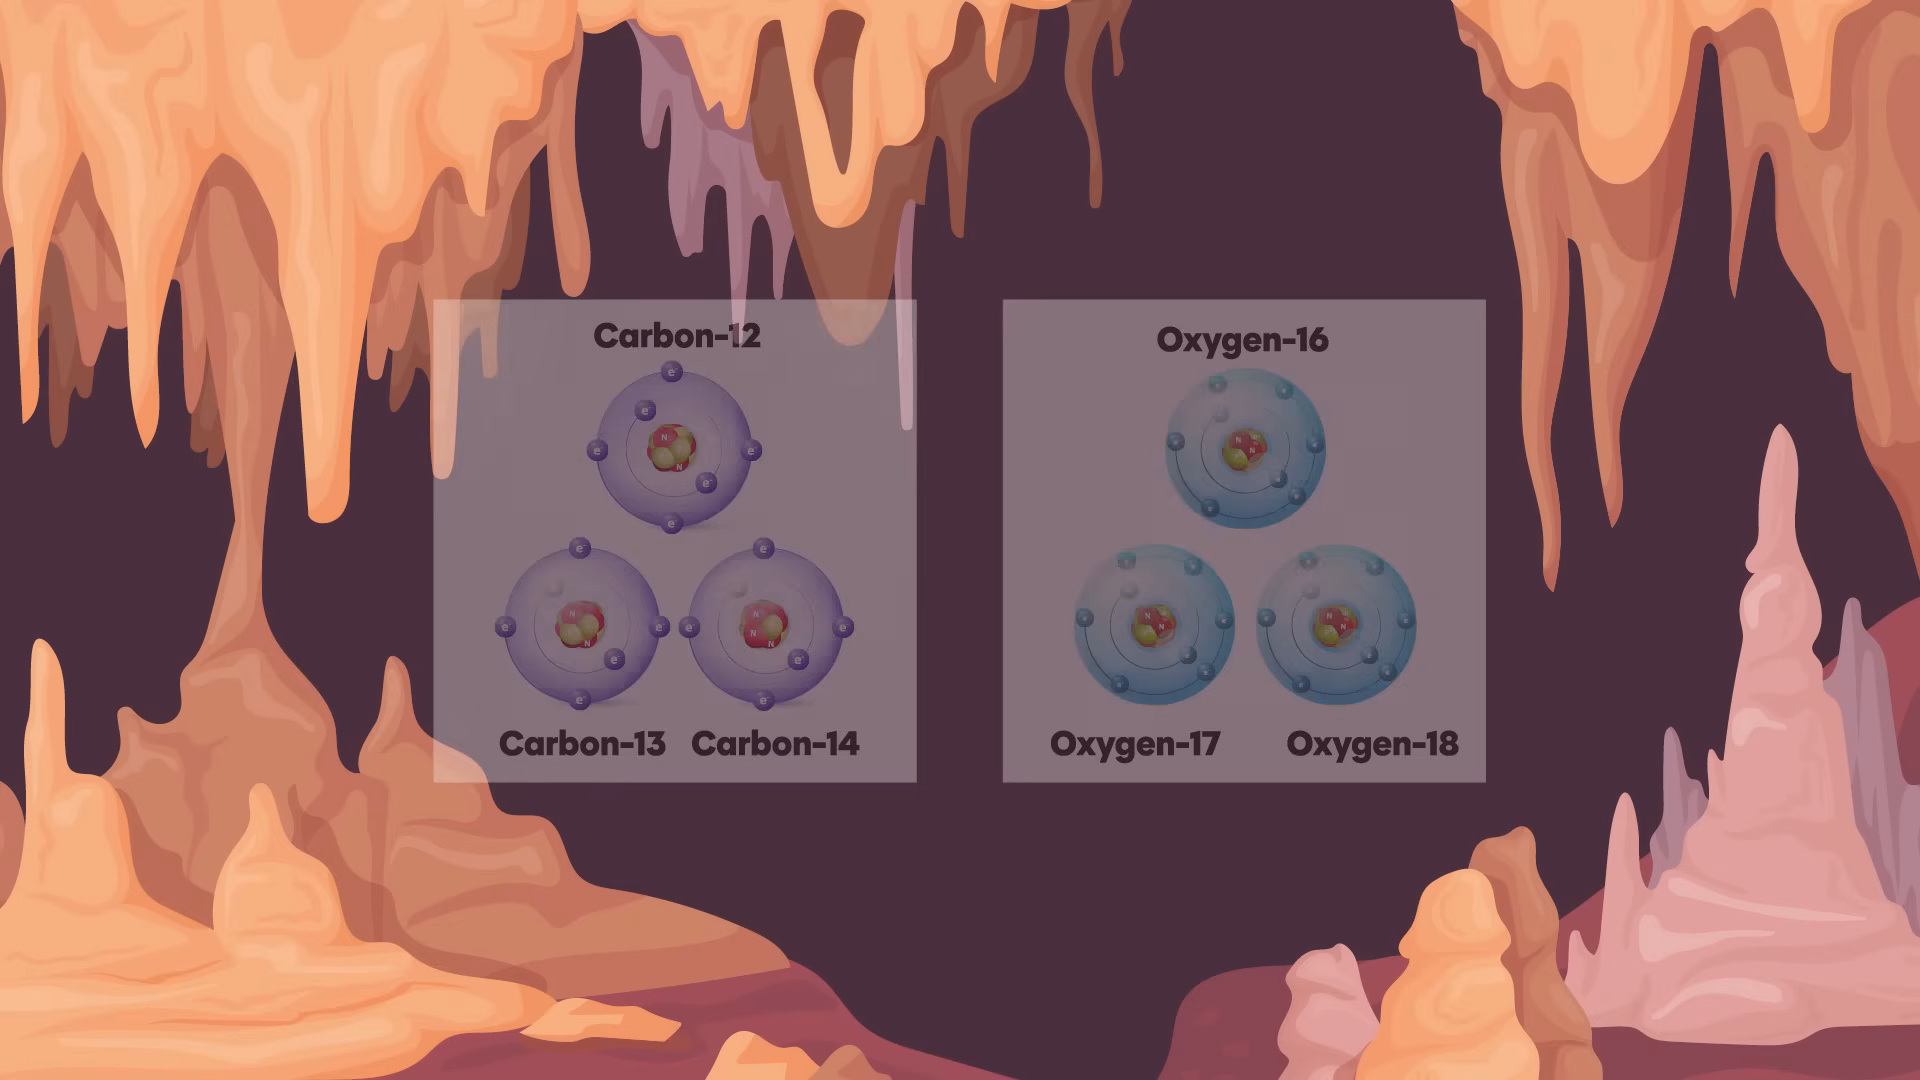 Carbon-12
e⁻
e⁻
N
e⁻
e⁻
N
e⁻
e⁻
Carbon-13
Carbon-14
e⁻
e⁻
N
N
e⁻
e⁻
N
e⁻
e⁻
N
N
e⁻
e⁻
e⁻
e⁻
Oxygen-16
N
N
Oxygen-17
Oxygen-18
N
N
N
N